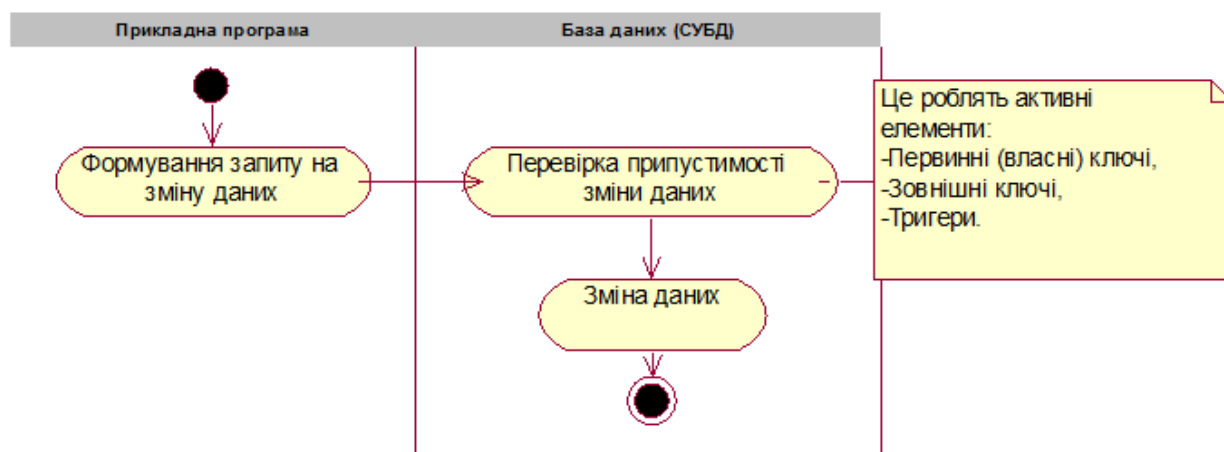 Прикладна програма
База даних (СУБД)
Формування запиту на
зміну даних
Перевірка припустимості
зміни даних
Зміна даних
Це роблять активні
елементи:
-Первинні (власні) ключі,
-Зовнішні ключі,
-Тригери.